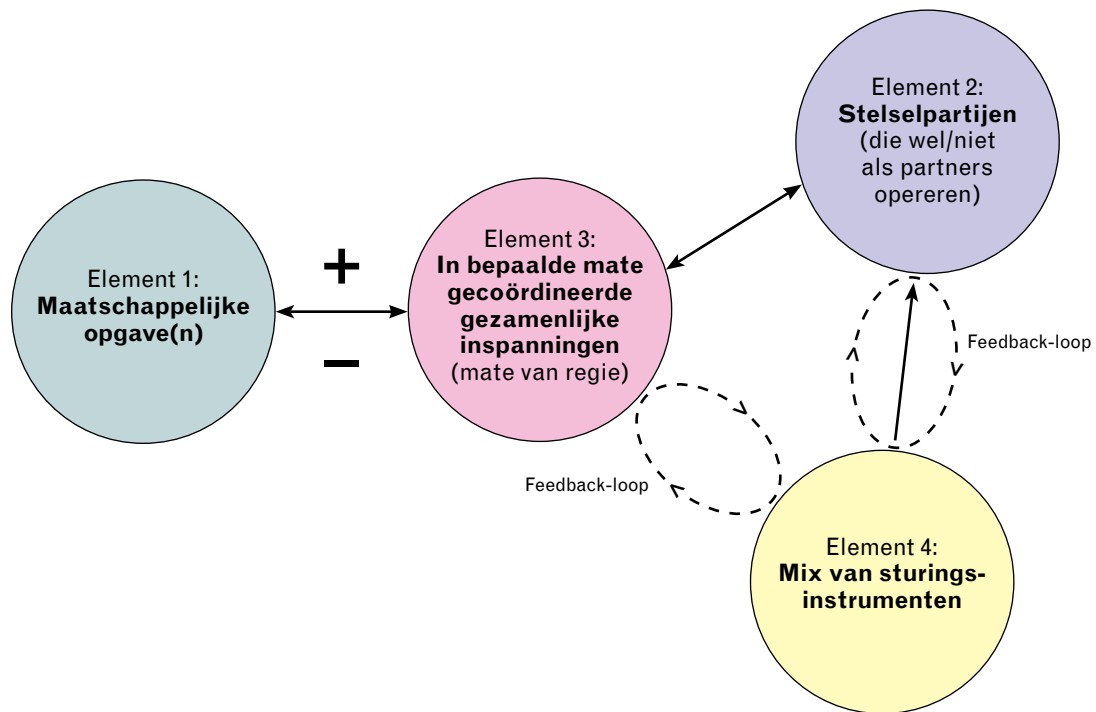 Element 1:
Maatschappelijke
opgave(n)
+
−
Element 3:
In bepaalde mate
gecoördineerde
gezamenlijke
inspanningen
(mate van regie)
Element 2:
Stelselpartijen
(die wel/niet
als partners
opereren)
Feedback-loop
Feedback-loop
Element 4:
Mix van sturings-
instrumenten